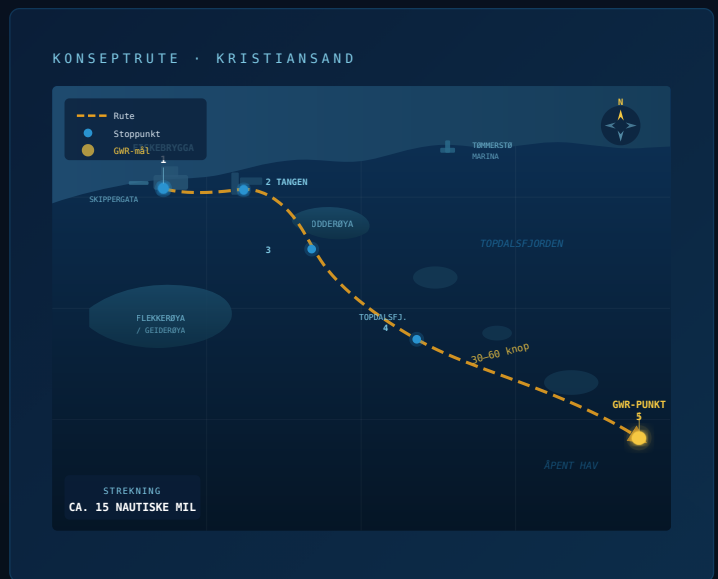 KONSEPTRUTE · KRISTIANSAND
N
Rute
Stoppunkt
GWR-mål
FISKEBRYGGA
1
TØMMERSTØ
MARINA
2 TANGEN
SKIPPERGATA
ODDERØYA
3
TOPDALSFJORDEN
FLEKKERØYA
/ GEIDERØYA
TOPDALSFJ.
4
30–60 knop
GWR-PUNKT
5
ÅPENT HAV
STREKNING
CA. 15 NAUTISKE MIL